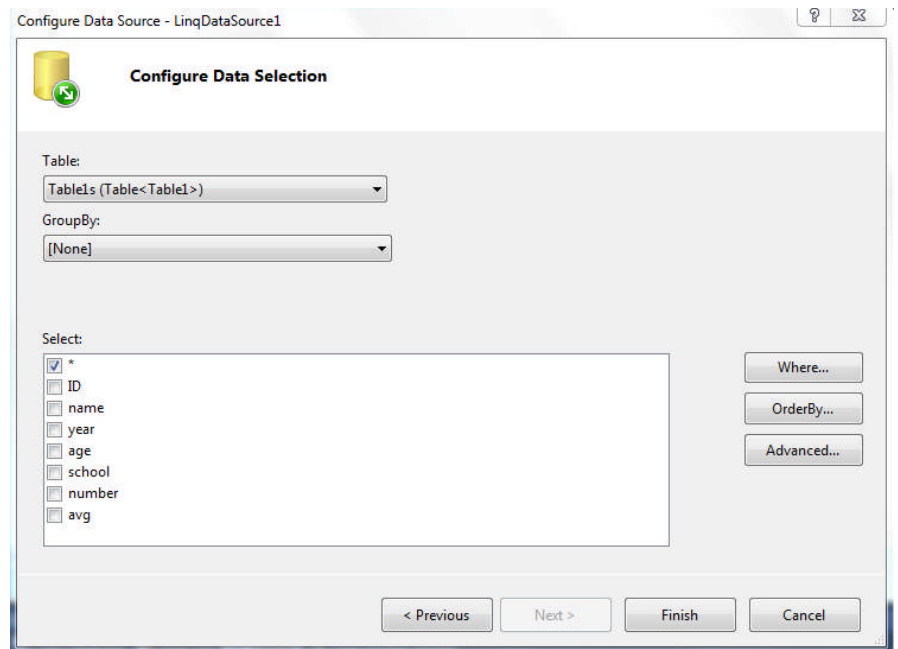 Configure Data Source - LinqDataSource1
?
Configure Data Selection
Table:
Table1s (Table<Table1>)
GroupBy:
[None]
Select:
*
ID
name
year
age
school
number
avg
Where...
OrderBy...
Advanced...
< Previous
Next >
Finish
Cancel